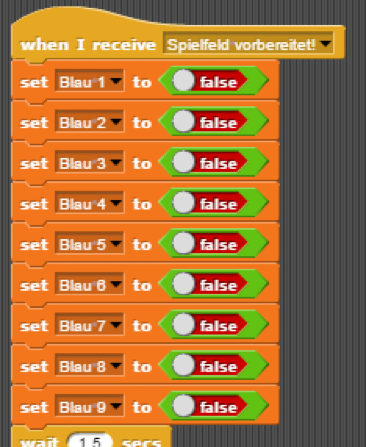 when I receive Spielfeld vorbereitet!
set Blau 1 to false
set Blau 2 to false
set Blau 3 to false
set Blau 4 to false
set Blau 5 to false
set Blau 6 to false
set Blau 7 to false
set Blau 8 to false
set Blau 9 to false
wait 1.5 secs